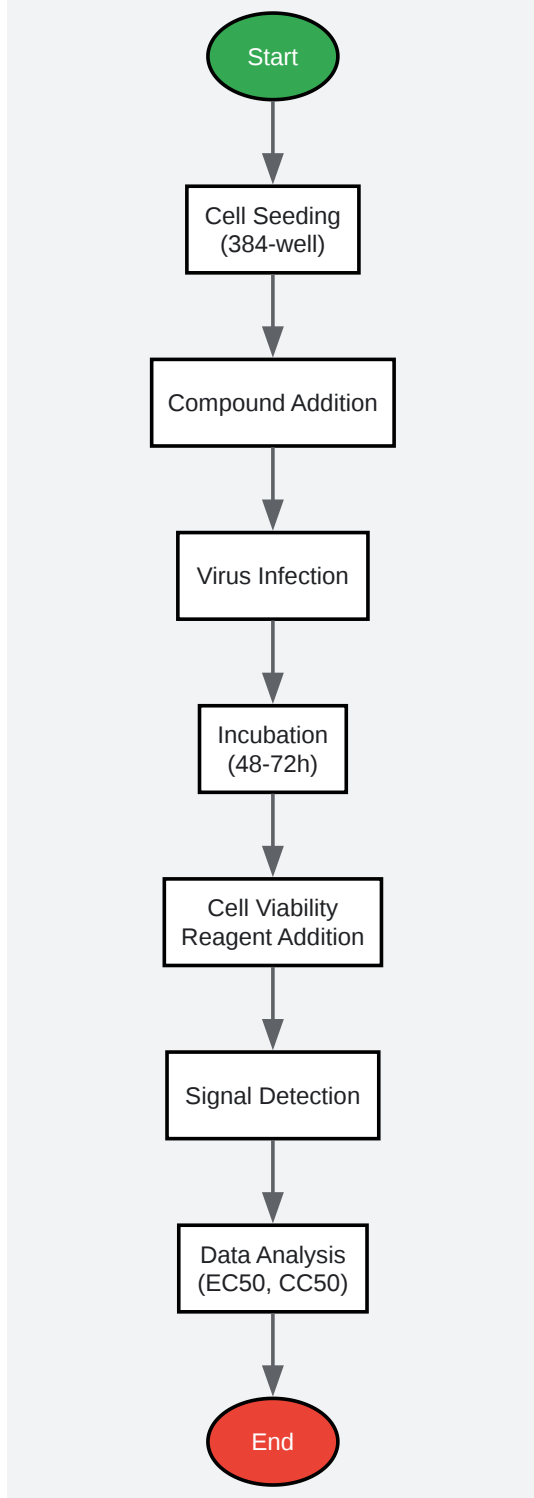 Start
Cell Seeding
(384-well)
Compound Addition
Virus Infection
Incubation
(48-72h)
Cell Viability
Reagent Addition
Signal Detection
Data Analysis
(EC50, CC50)
End